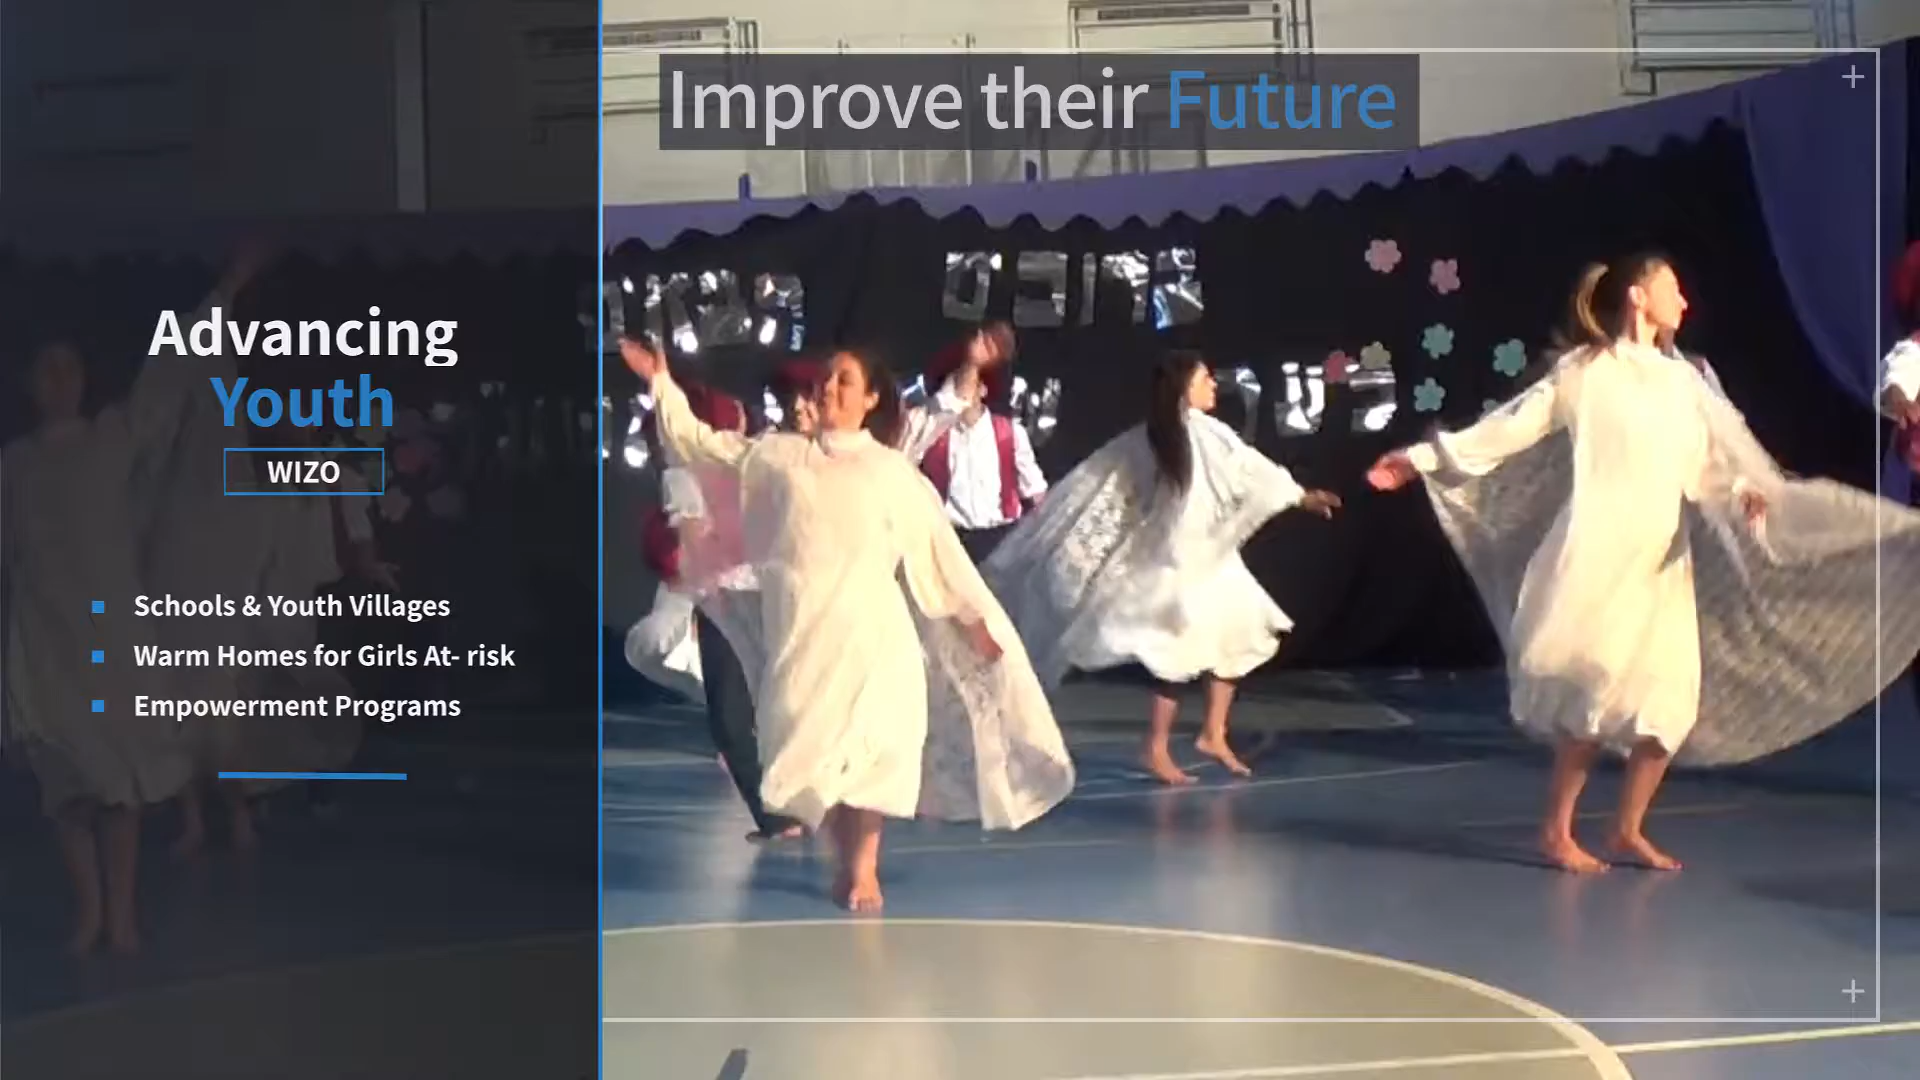 Improve their Future
Advancing
Youth
WIZO
Schools & Youth Villages
Warm Homes for Girls At- risk
Empowerment Programs